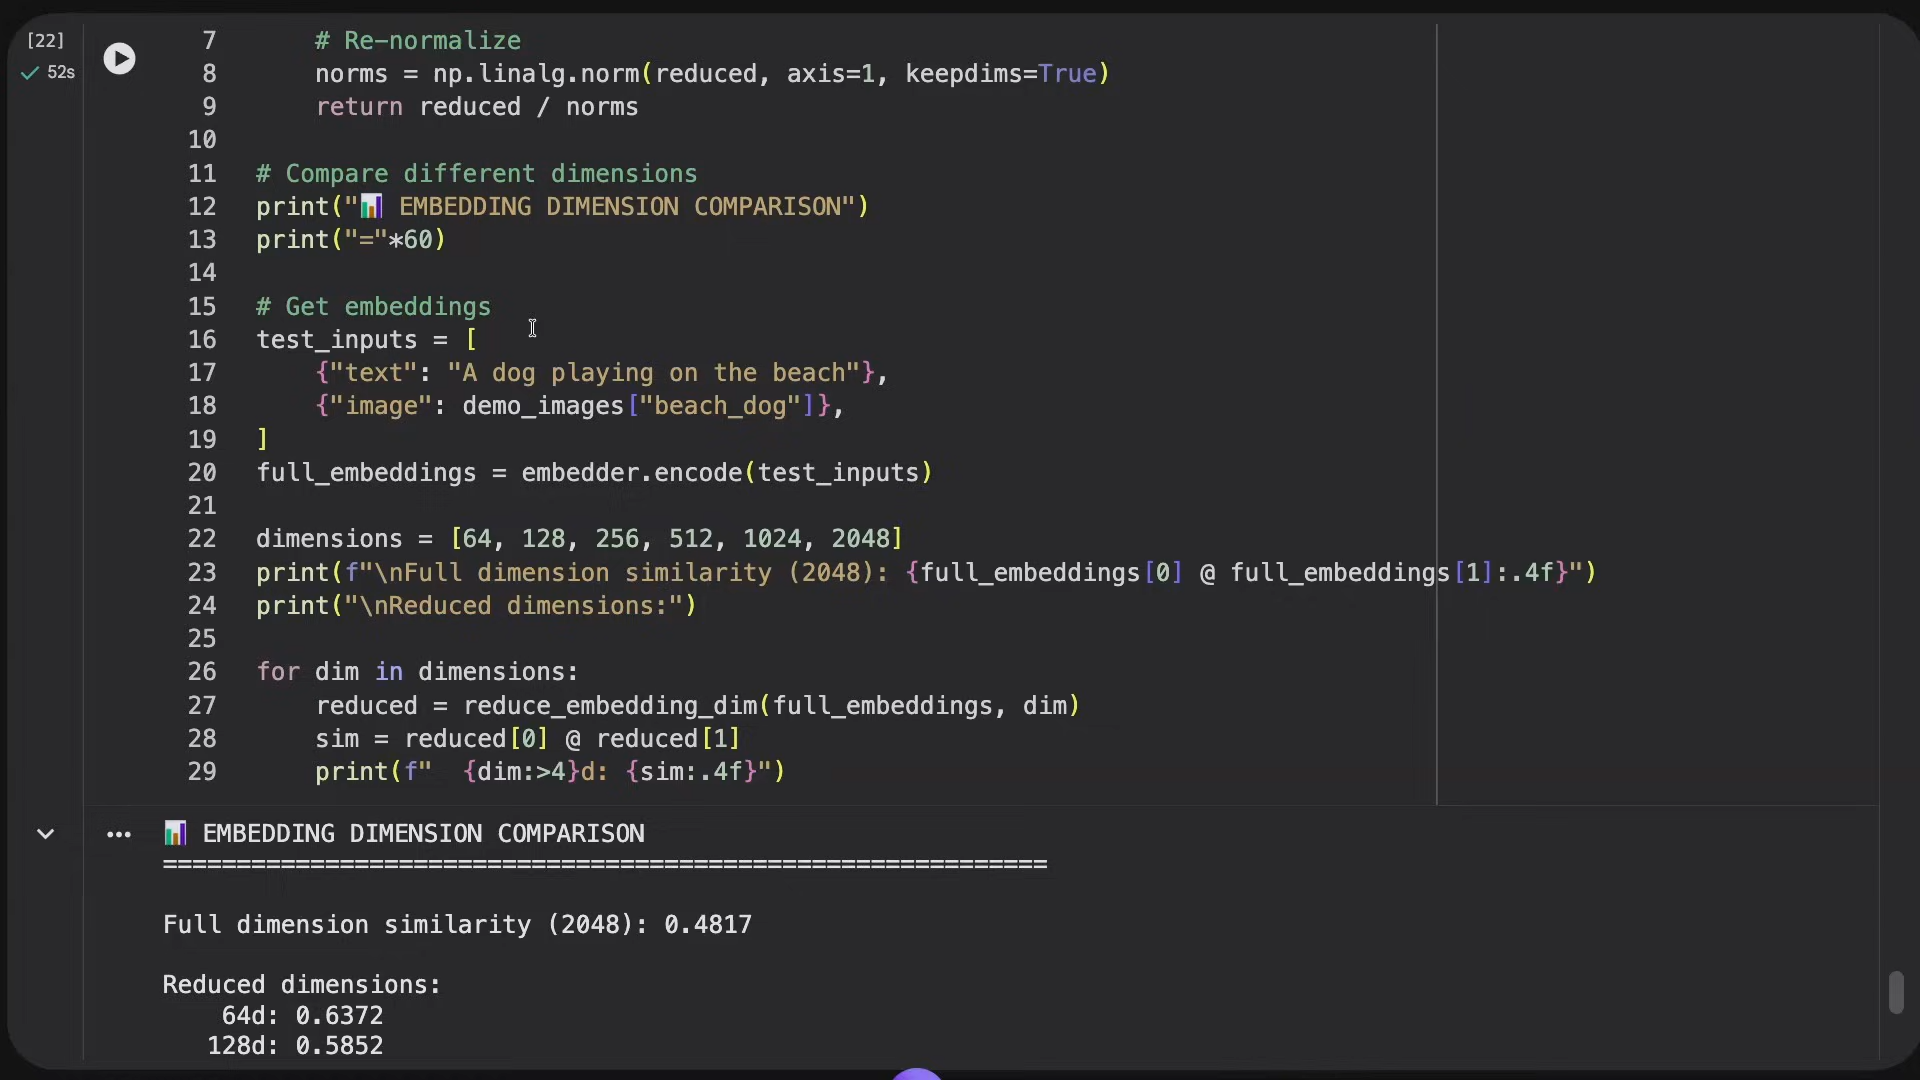 [22]
52s
7 # Re-normalize
8 norms = np.linalg.norm(reduced, axis=1, keepdims=True)
9 return reduced / norms
10
11 # Compare different dimensions
12 print("📊 EMBEDDING DIMENSION COMPARISON")
13 print("="*60)
14
15 # Get embeddings
16 test_inputs = [
17 {"text": "A dog playing on the beach"},
18 {"image": demo_images["beach_dog"]},
19 ]
20 full_embeddings = embedder.encode(test_inputs)
21
22 dimensions = [64, 128, 256, 512, 1024, 2048]
23 print(f"\nFull dimension similarity (2048): {full_embeddings[0] @ full_embeddings[1]:.4f}")
24 print("\nReduced dimensions:")
25
26 for dim in dimensions:
27 reduced = reduce_embedding_dim(full_embeddings, dim)
28 sim = reduced[0] @ reduced[1]
29 print(f"  {dim:>4}d: {sim:.4f}")
📊 EMBEDDING DIMENSION COMPARISON
============================================================
Full dimension similarity (2048): 0.4817
Reduced dimensions:
64d: 0.6372
128d: 0.5852